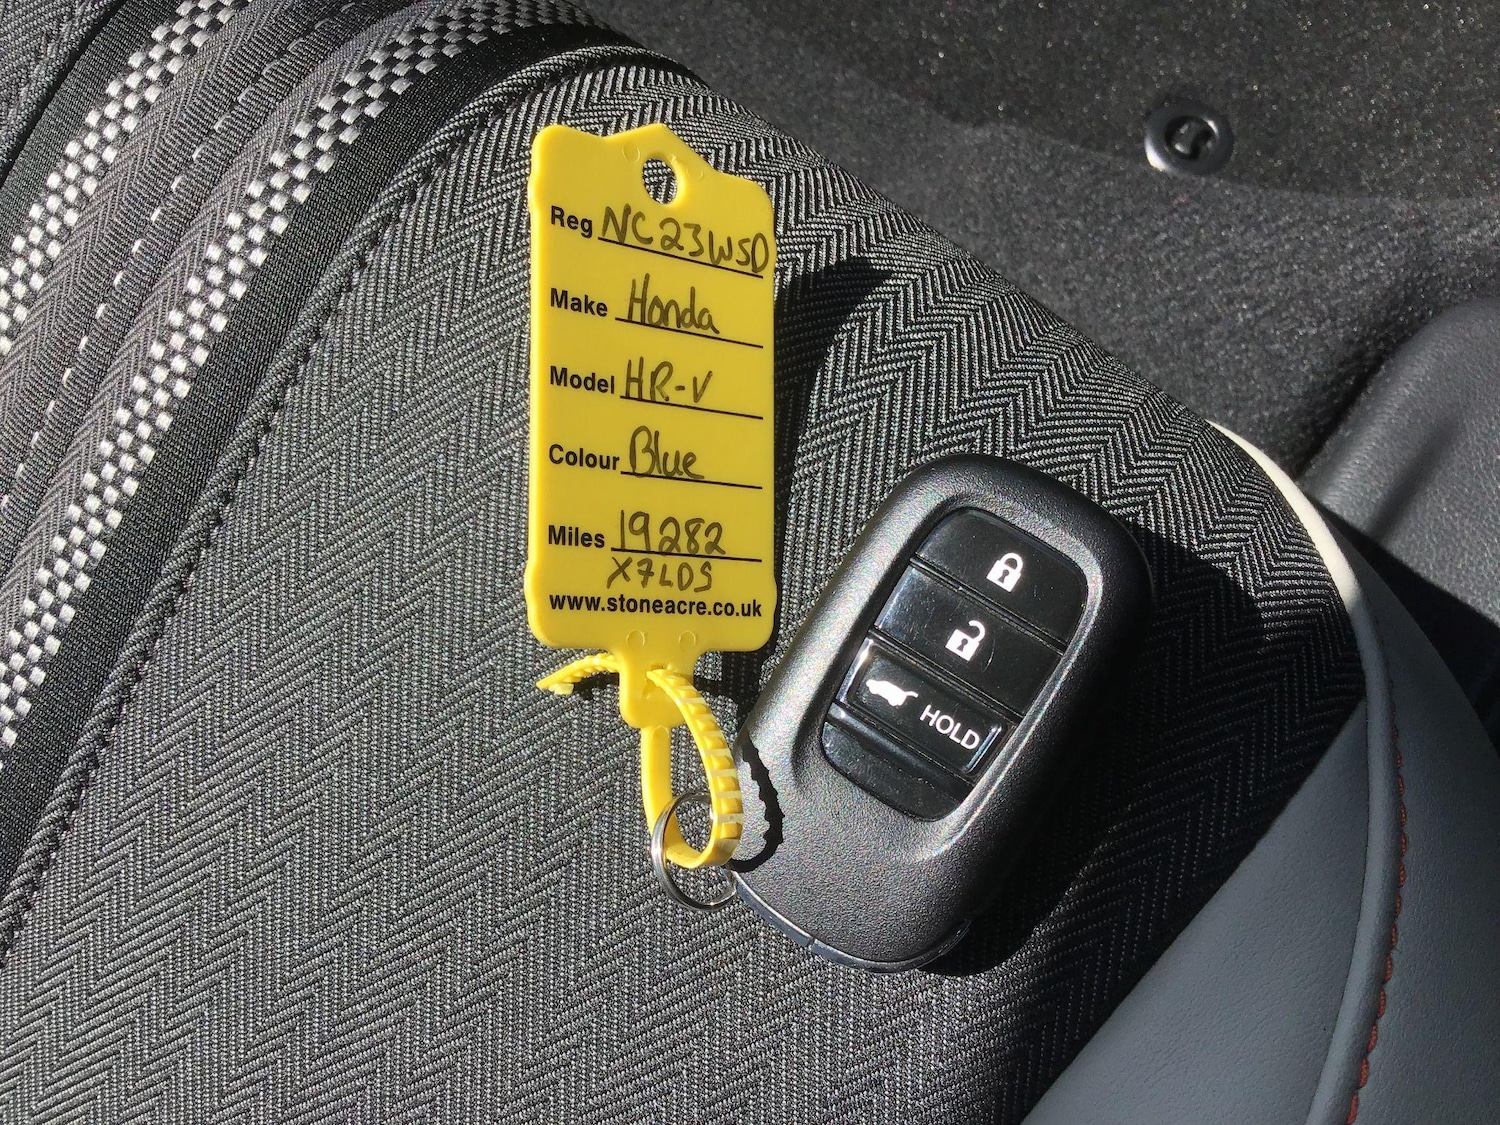 Reg NC23WSD
Make Honda
Model HR-V
Colour Blue
Miles 19282
X7LDS
www.stoneacre.co.uk
HOLD